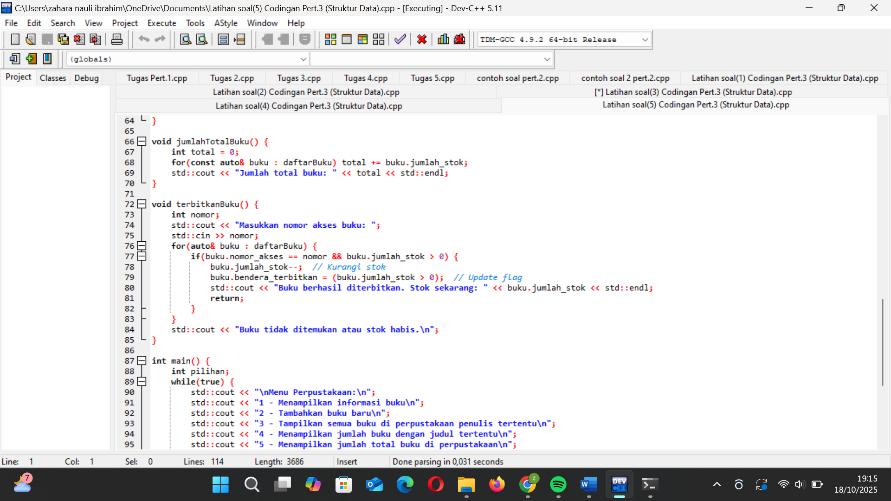 C:\Users\zahara nauli ibrahim\OneDrive\Documents\Latihan soal(5) Codingan Pert.3 (Struktur Data).cpp - [Executing] - Dev-C++ 5.11
File Edit Search View Project Execute Tools AStyle Window Help
TDM-GCC 4.9.2 64-bit Release
(globals)
Project Classes Debug
Tugas Pert.1.cpp Tugas 2.cpp Tugas 3.cpp Tugas 4.cpp Tugas 5.cpp contoh soal pert.2.cpp contoh soal 2 pert.2.cpp Latihan soal(1) Codingan Pert.3 (Struktur Data).cpp
Latihan soal(2) Codingan Pert.3 (Struktur Data).cpp [*] Latihan soal(3) Codingan Pert.3 (Struktur Data).cpp
Latihan soal(4) Codingan Pert.3 (Struktur Data).cpp Latihan soal(5) Codingan Pert.3 (Struktur Data).cpp
64 }
65
66 void jumlahTotalBuku() {
67 int total = 0;
68 for(const auto& buku : daftarBuku) total += buku.jumlah_stok;
69 std::cout << "Jumlah total buku: " << total << std::endl;
70 }
71
72 void terbitkanBuku() {
73 int nomor;
74 std::cout << "Masukkan nomor akses buku: ";
75 std::cin >> nomor;
76 for(auto& buku : daftarBuku) {
77 if(buku.nomor_akses == nomor && buku.jumlah_stok > 0) {
78 buku.jumlah_stok--; // Kurangi stok
79 buku.bendera_terbitkan = (buku.jumlah_stok > 0); // Update flag
80 std::cout << "Buku berhasil diterbitkan. Stok sekarang: " << buku.jumlah_stok << std::endl;
81 return;
82 }
83 }
84 std::cout << "Buku tidak ditemukan atau stok habis.\n";
85 }
86
87 int main() {
88 int pilihan;
89 while(true) {
90 std::cout << "\nMenu Perpustakaan:\n";
91 std::cout << "1 - Menampilkan informasi buku\n";
92 std::cout << "2 - Tambahkan buku baru\n";
93 std::cout << "3 - Tampilkan semua buku di perpustakaan penulis tertentu\n";
94 std::cout << "4 - Menampilkan jumlah buku dengan judul tertentu\n";
95 std::cout << "5 - Menampilkan jumlah total buku di perpustakaan\n";
Line: 1 Col: 1 Sel: 0 Lines: 114 Length: 3686 Insert Done parsing in 0,031 seconds
7
DEV
19:15
18/10/2025